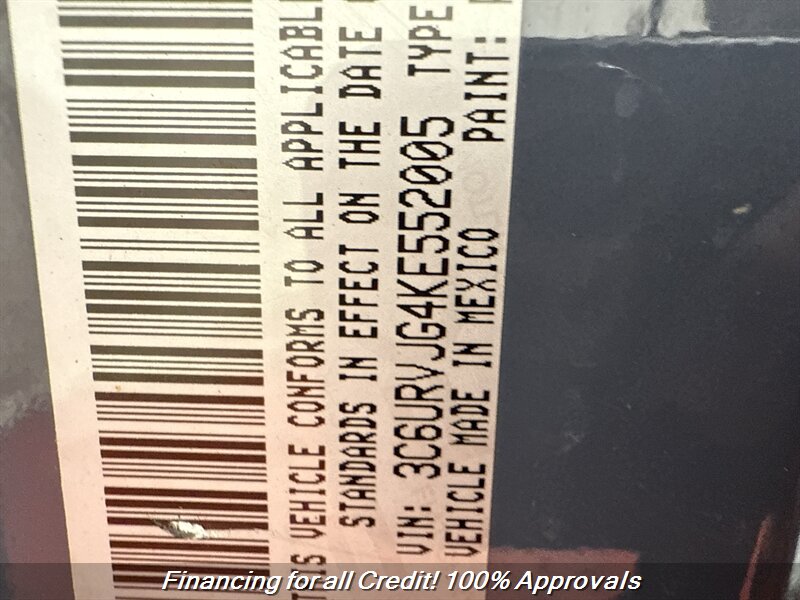 THIS VEHICLE CONFORMS TO ALL APPLICABL
STANDARDS IN EFFECT ON THE DATE
VIN: 3C6URVJG4KE552005 TYPE
VEHICLE MADE IN MEXICO PAINT:
Financing for all Credit! 100% Approvals